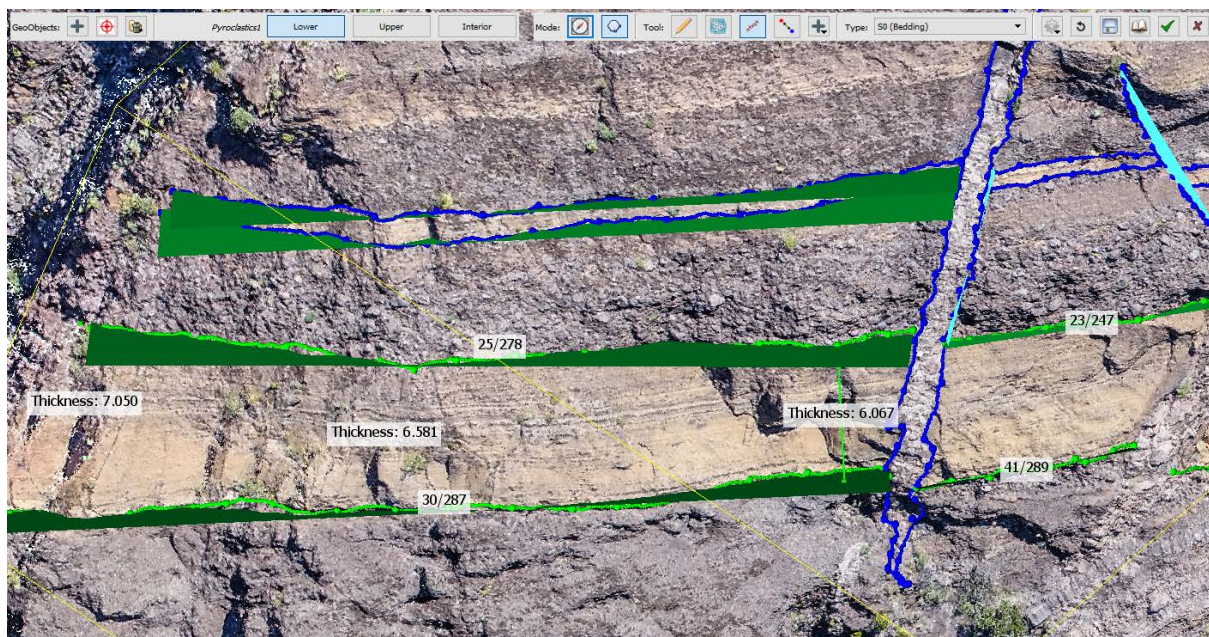 GeoObjects: Pyroclastics1 Lower Upper Interior Mode: Tool: Type: S0 (Bedding)
23/247
25/278
Thickness: 7.050
Thickness: 6.067
Thickness: 6.581
41/289
30/287